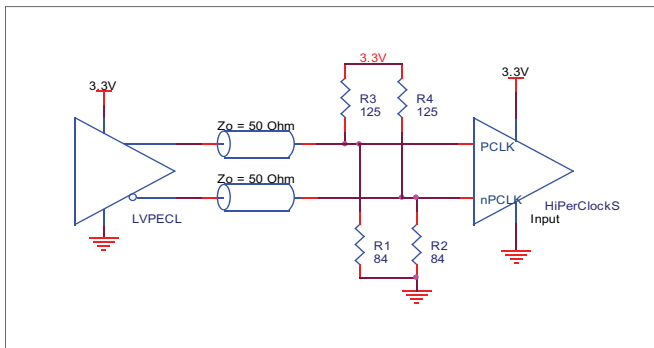 3.3V
3.3V
3.3V
R3
125
R4
125
Zo = 50 Ohm
PCLK
Zo = 50 Ohm
nPCLK
HiPerClockS
Input
LVPECL
R1
84
R2
84